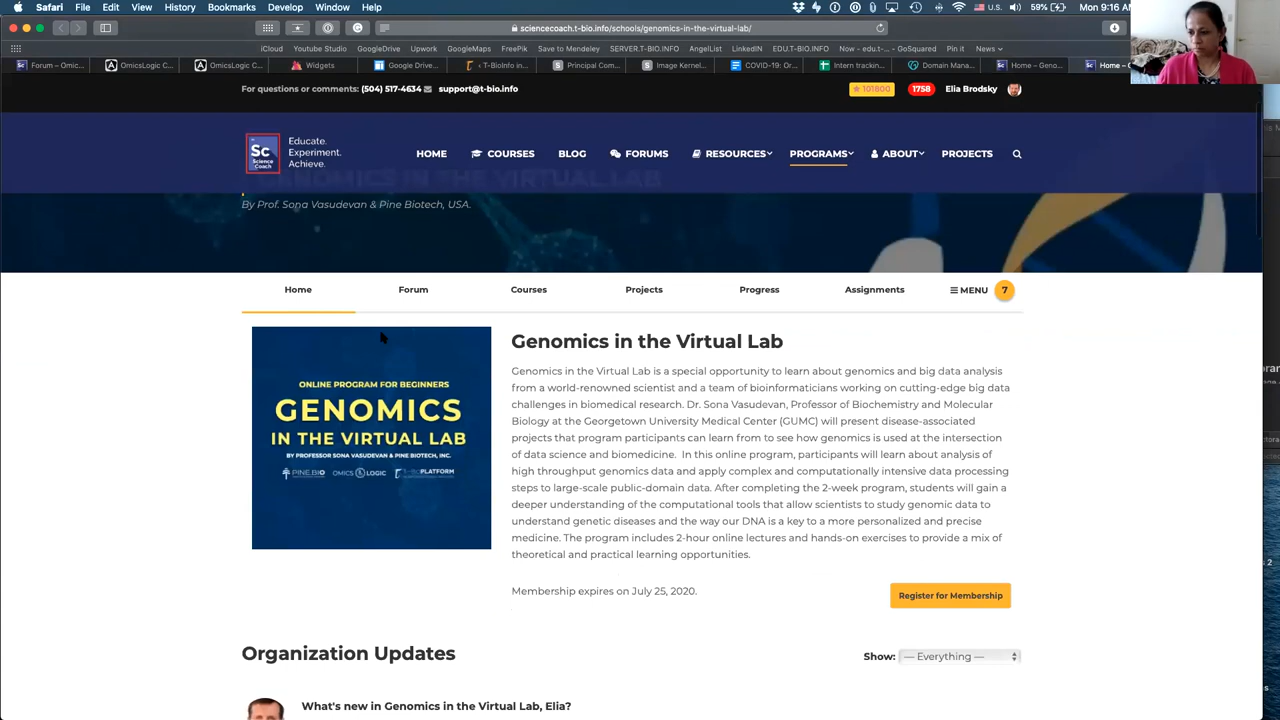 Safari File Edit View History Bookmarks Develop Window Help U.S. 59% Mon 9:16 AM
sciencecoach.t-bio.info/schools/genomics-in-the-virtual-lab/
iCloud Youtube Studio GoogleDrive Upwork GoogleMaps FreePik Save to Mendeley SERVER.T-BIO.INFO AngelList LinkedIN EDU.T-BIO.INFO Now - edu.t-... - GoSquared Pin it News
Forum – Omic... OmicsLogic C... OmicsLogic C... Widgets Google Drive... ‹ T-BioInfo in... Principal Com... Image Kernel... COVID-19: Or... Intern trackin... Domain Mana... Home – Geno... Home –
For questions or comments: (504) 517-4634 support@t-bio.info 101800 1758 Elia Brodsky
Sc Science Coach
Educate.
Experiment.
Achieve.
HOME COURSES BLOG FORUMS RESOURCES PROGRAMS ABOUT PROJECTS
GENOMICS IN THE VIRTUAL LAB
By Prof. Sona Vasudevan & Pine Biotech, USA.
Home Forum Courses Projects Progress Assignments MENU 7
ONLINE PROGRAM FOR BEGINNERS
GENOMICS
IN THE VIRTUAL LAB
BY PROFESSOR SONA VASUDEVAN & PINE BIOTECH, INC.
PINE.BIO OMICS LOGIC T-BIO PLATFORM
Genomics in the Virtual Lab
Genomics in the Virtual Lab is a special opportunity to learn about genomics and big data analysis
from a world-renowned scientist and a team of bioinformaticians working on cutting-edge big data
challenges in biomedical research. Dr. Sona Vasudevan, Professor of Biochemistry and Molecular
Biology at the Georgetown University Medical Center (GUMC) will present disease-associated
projects that program participants can learn from to see how genomics is used at the intersection
of data science and biomedicine. In this online program, participants will learn about analysis of
high throughput genomics data and apply complex and computationally intensive data processing
steps to large-scale public-domain data. After completing the 2-week program, students will gain a
deeper understanding of the computational tools that allow scientists to study genomic data to
understand genetic diseases and the way our DNA is a key to a more personalized and precise
medicine. The program includes 2-hour online lectures and hands-on exercises to provide a mix of
theoretical and practical learning opportunities.
Membership expires on July 25, 2020.
Register for Membership
Organization Updates
Show: — Everything —
What's new in Genomics in the Virtual Lab, Elia?